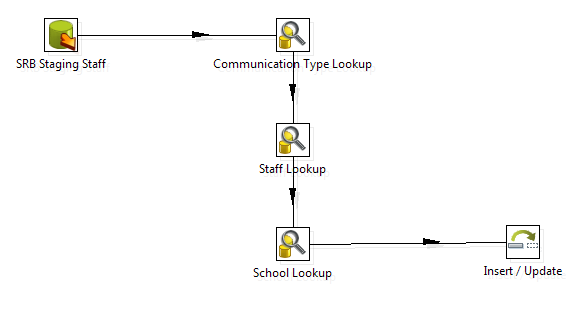 SRB Staging Staff
Communication Type Lookup
Staff Lookup
School Lookup
Insert / Update